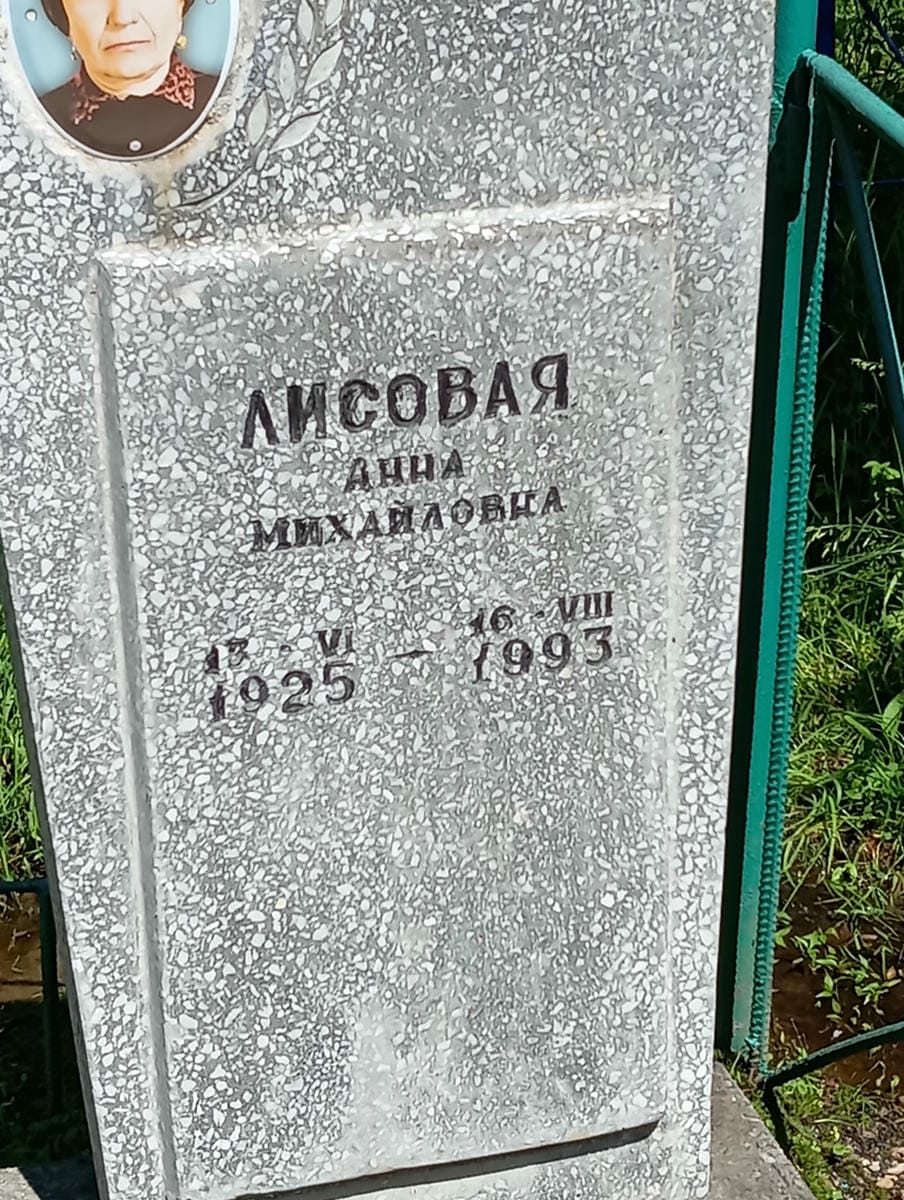 ЛИСОВАЯ
АННА
МИХАЙЛОВНА
13 - VI - 16 - VIII
1925 1993